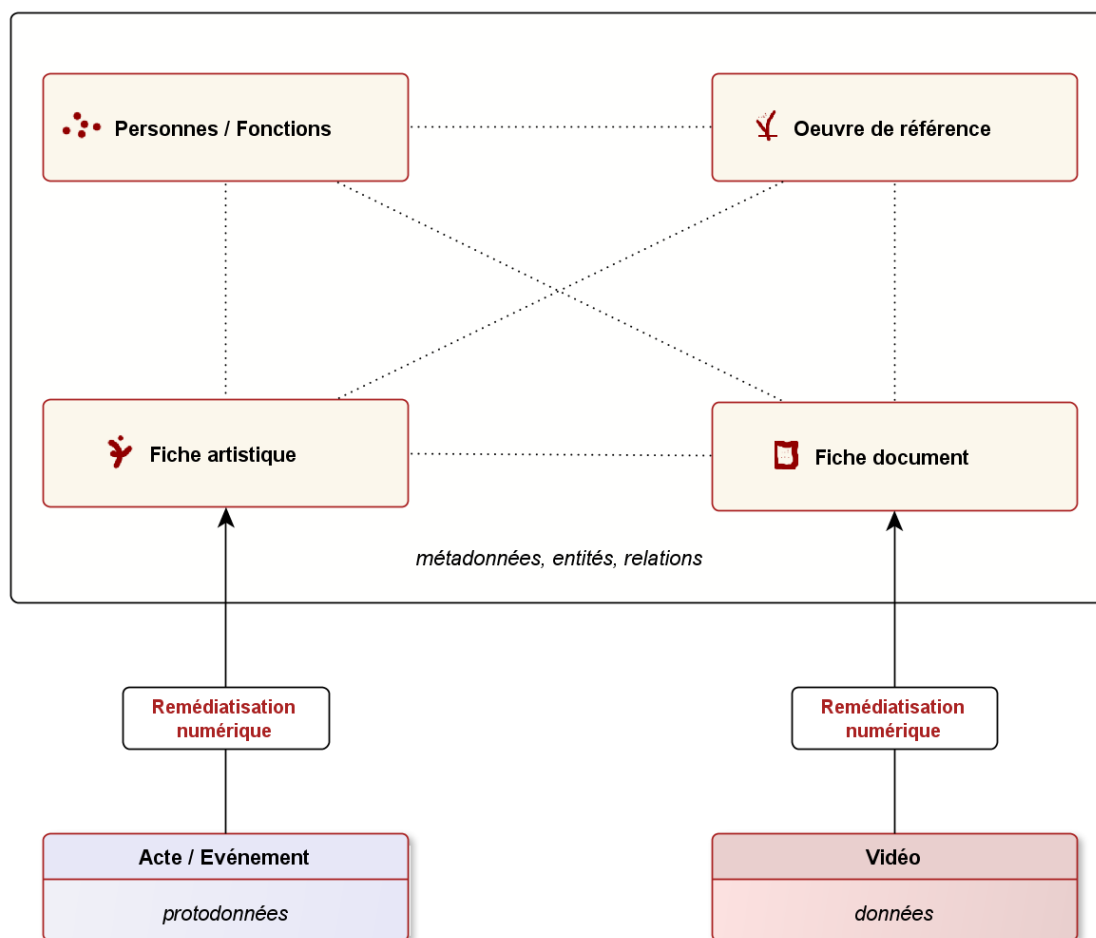 Personnes / Fonctions
Oeuvre de référence
Fiche artistique
Fiche document
métadonnées, entités, relations
Remédiatisation
numérique
Remédiatisation
numérique
Acte / Evénement
protodonnées
Vidéo
données